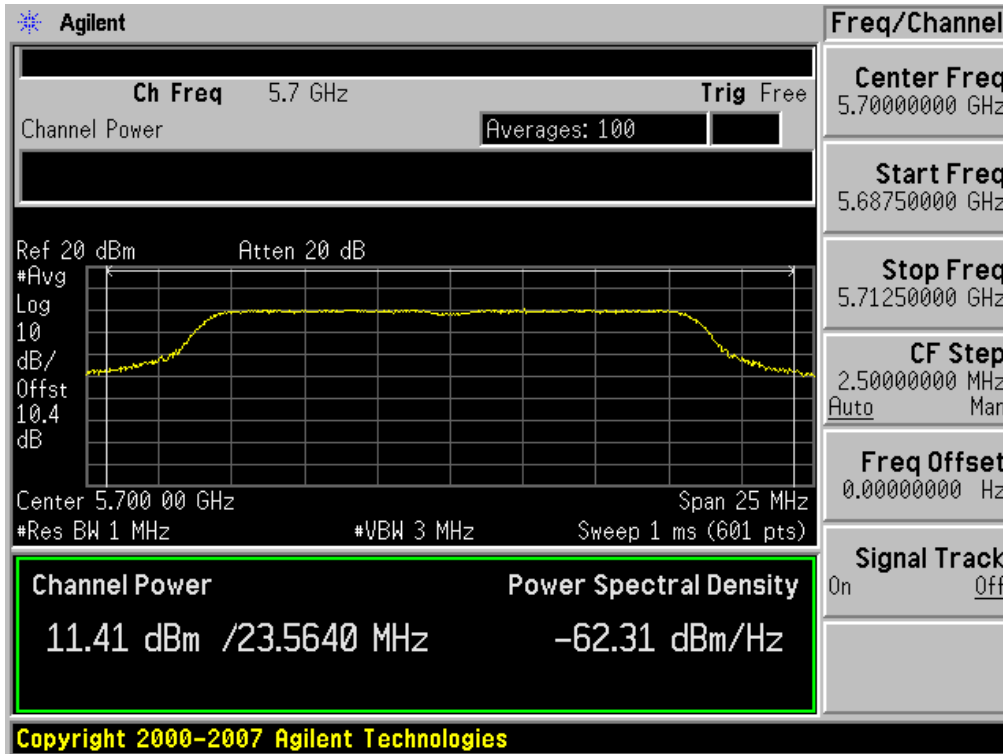 Agilent
Ch Freq 5.7 GHz Trig Free
Channel Power Averages: 100
Ref 20 dBm Atten 20 dB
#Avg
Log
10
dB/
Offst
10.4
dB
Center 5.700 00 GHz Span 25 MHz
#Res BW 1 MHz #VBW 3 MHz Sweep 1 ms (601 pts)
Channel Power Power Spectral Density
11.41 dBm /23.5640 MHz -62.31 dBm/Hz
Copyright 2000-2007 Agilent Technologies
Freq/Channel
Center Freq
5.70000000 GHz
Start Freq
5.68750000 GHz
Stop Freq
5.71250000 GHz
CF Step
2.50000000 MHz
Auto Man
Freq Offset
0.00000000 Hz
Signal Track
On Off